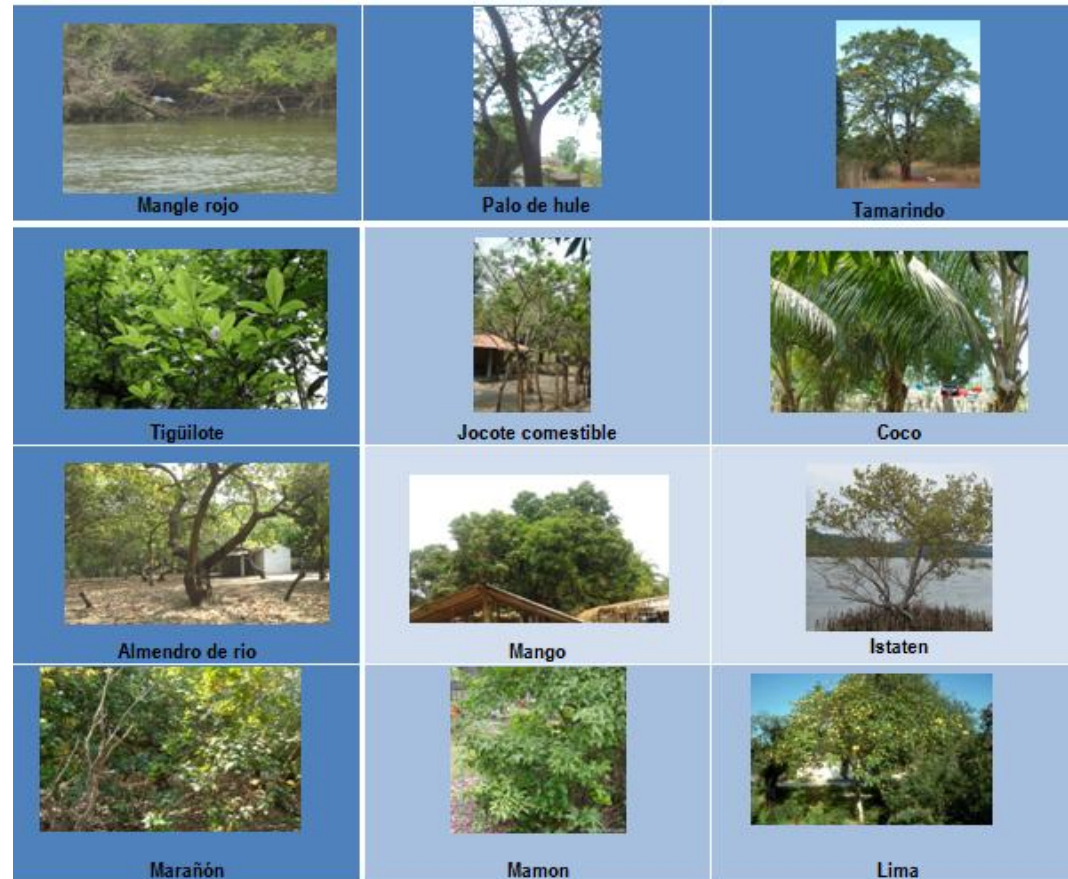 Mangle rojo
Palo de hule
Tamarindo
Tigüilote
Jocote comestible
Coco
Almendro de rio
Mango
Istaten
Marañón
Mamon
Lima